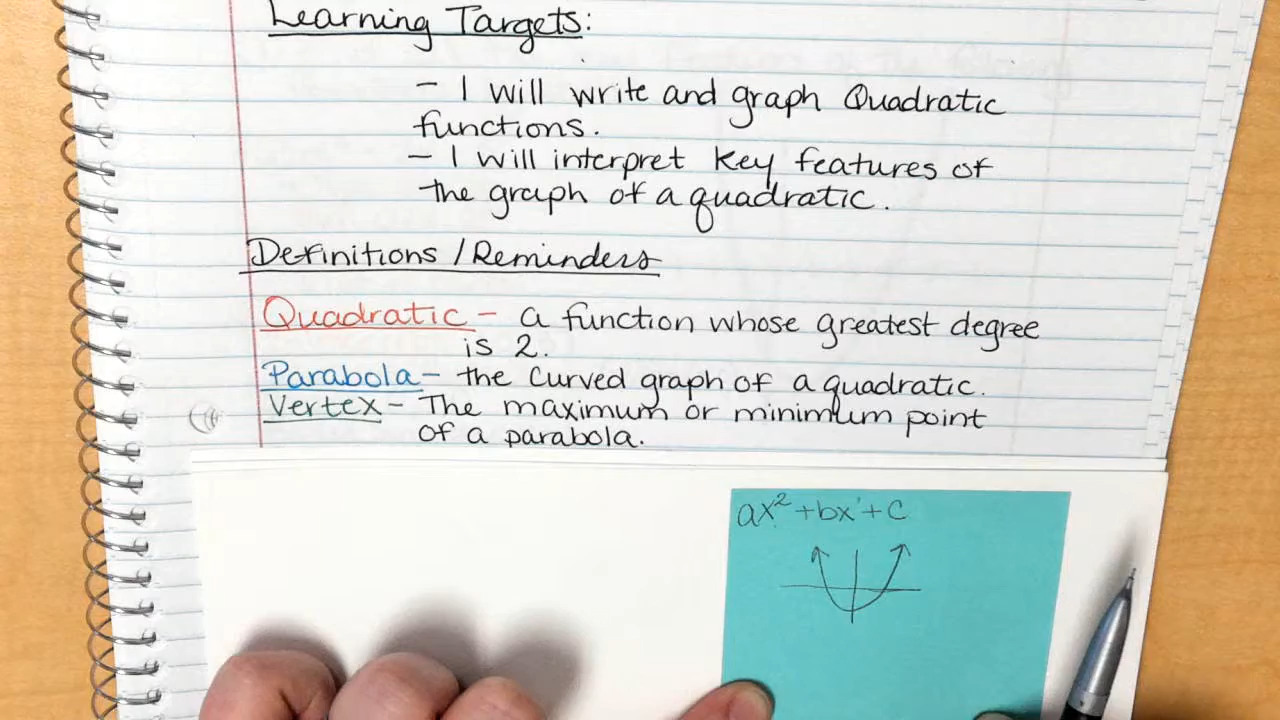 Learning Targets:
- I will write and graph Quadratic
functions.
- I will interpret key features of
the graph of a quadratic.
Definitions / Reminders
Quadratic - a function whose greatest degree
is 2.
Parabola - the curved graph of a quadratic.
Vertex - The maximum or minimum point
of a parabola.
ax² + bx¹ + c